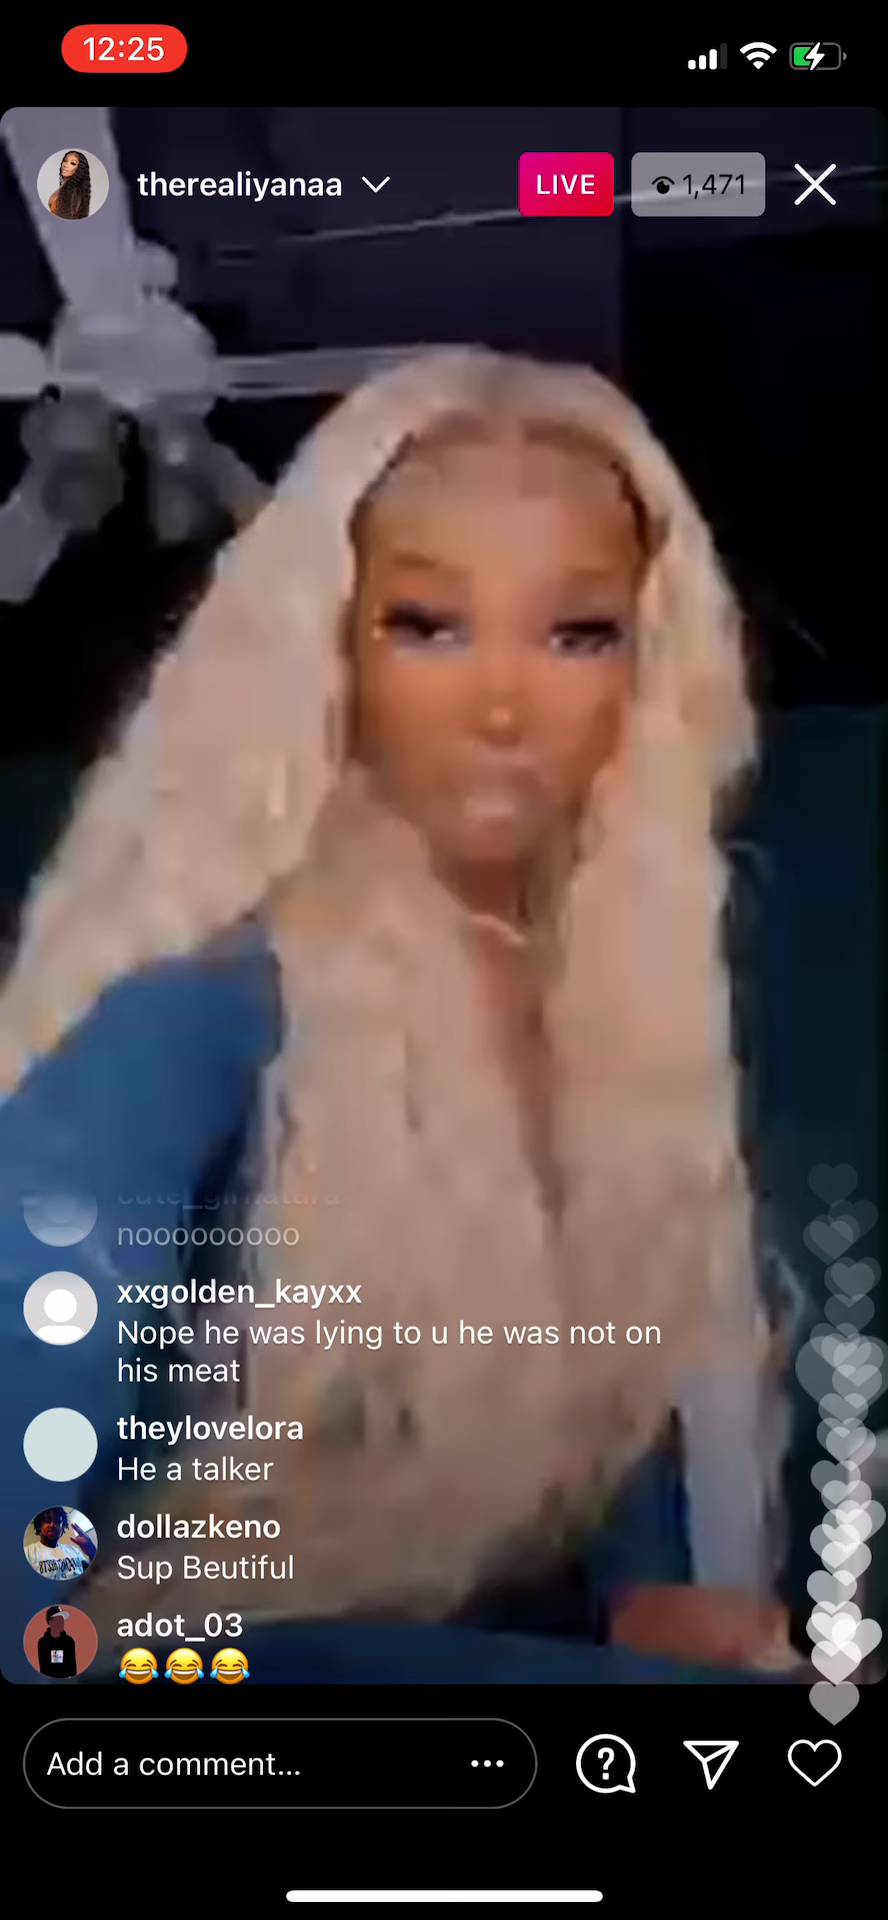 12:25
therealiyanaa
LIVE
1,471
nooooooooo
xxgolden_kayxx
Nope he was lying to u he was not on
his meat
theylovelora
He a talker
dollazkeno
Sup Beutiful
adot_03
😂😂😂
Add a comment...